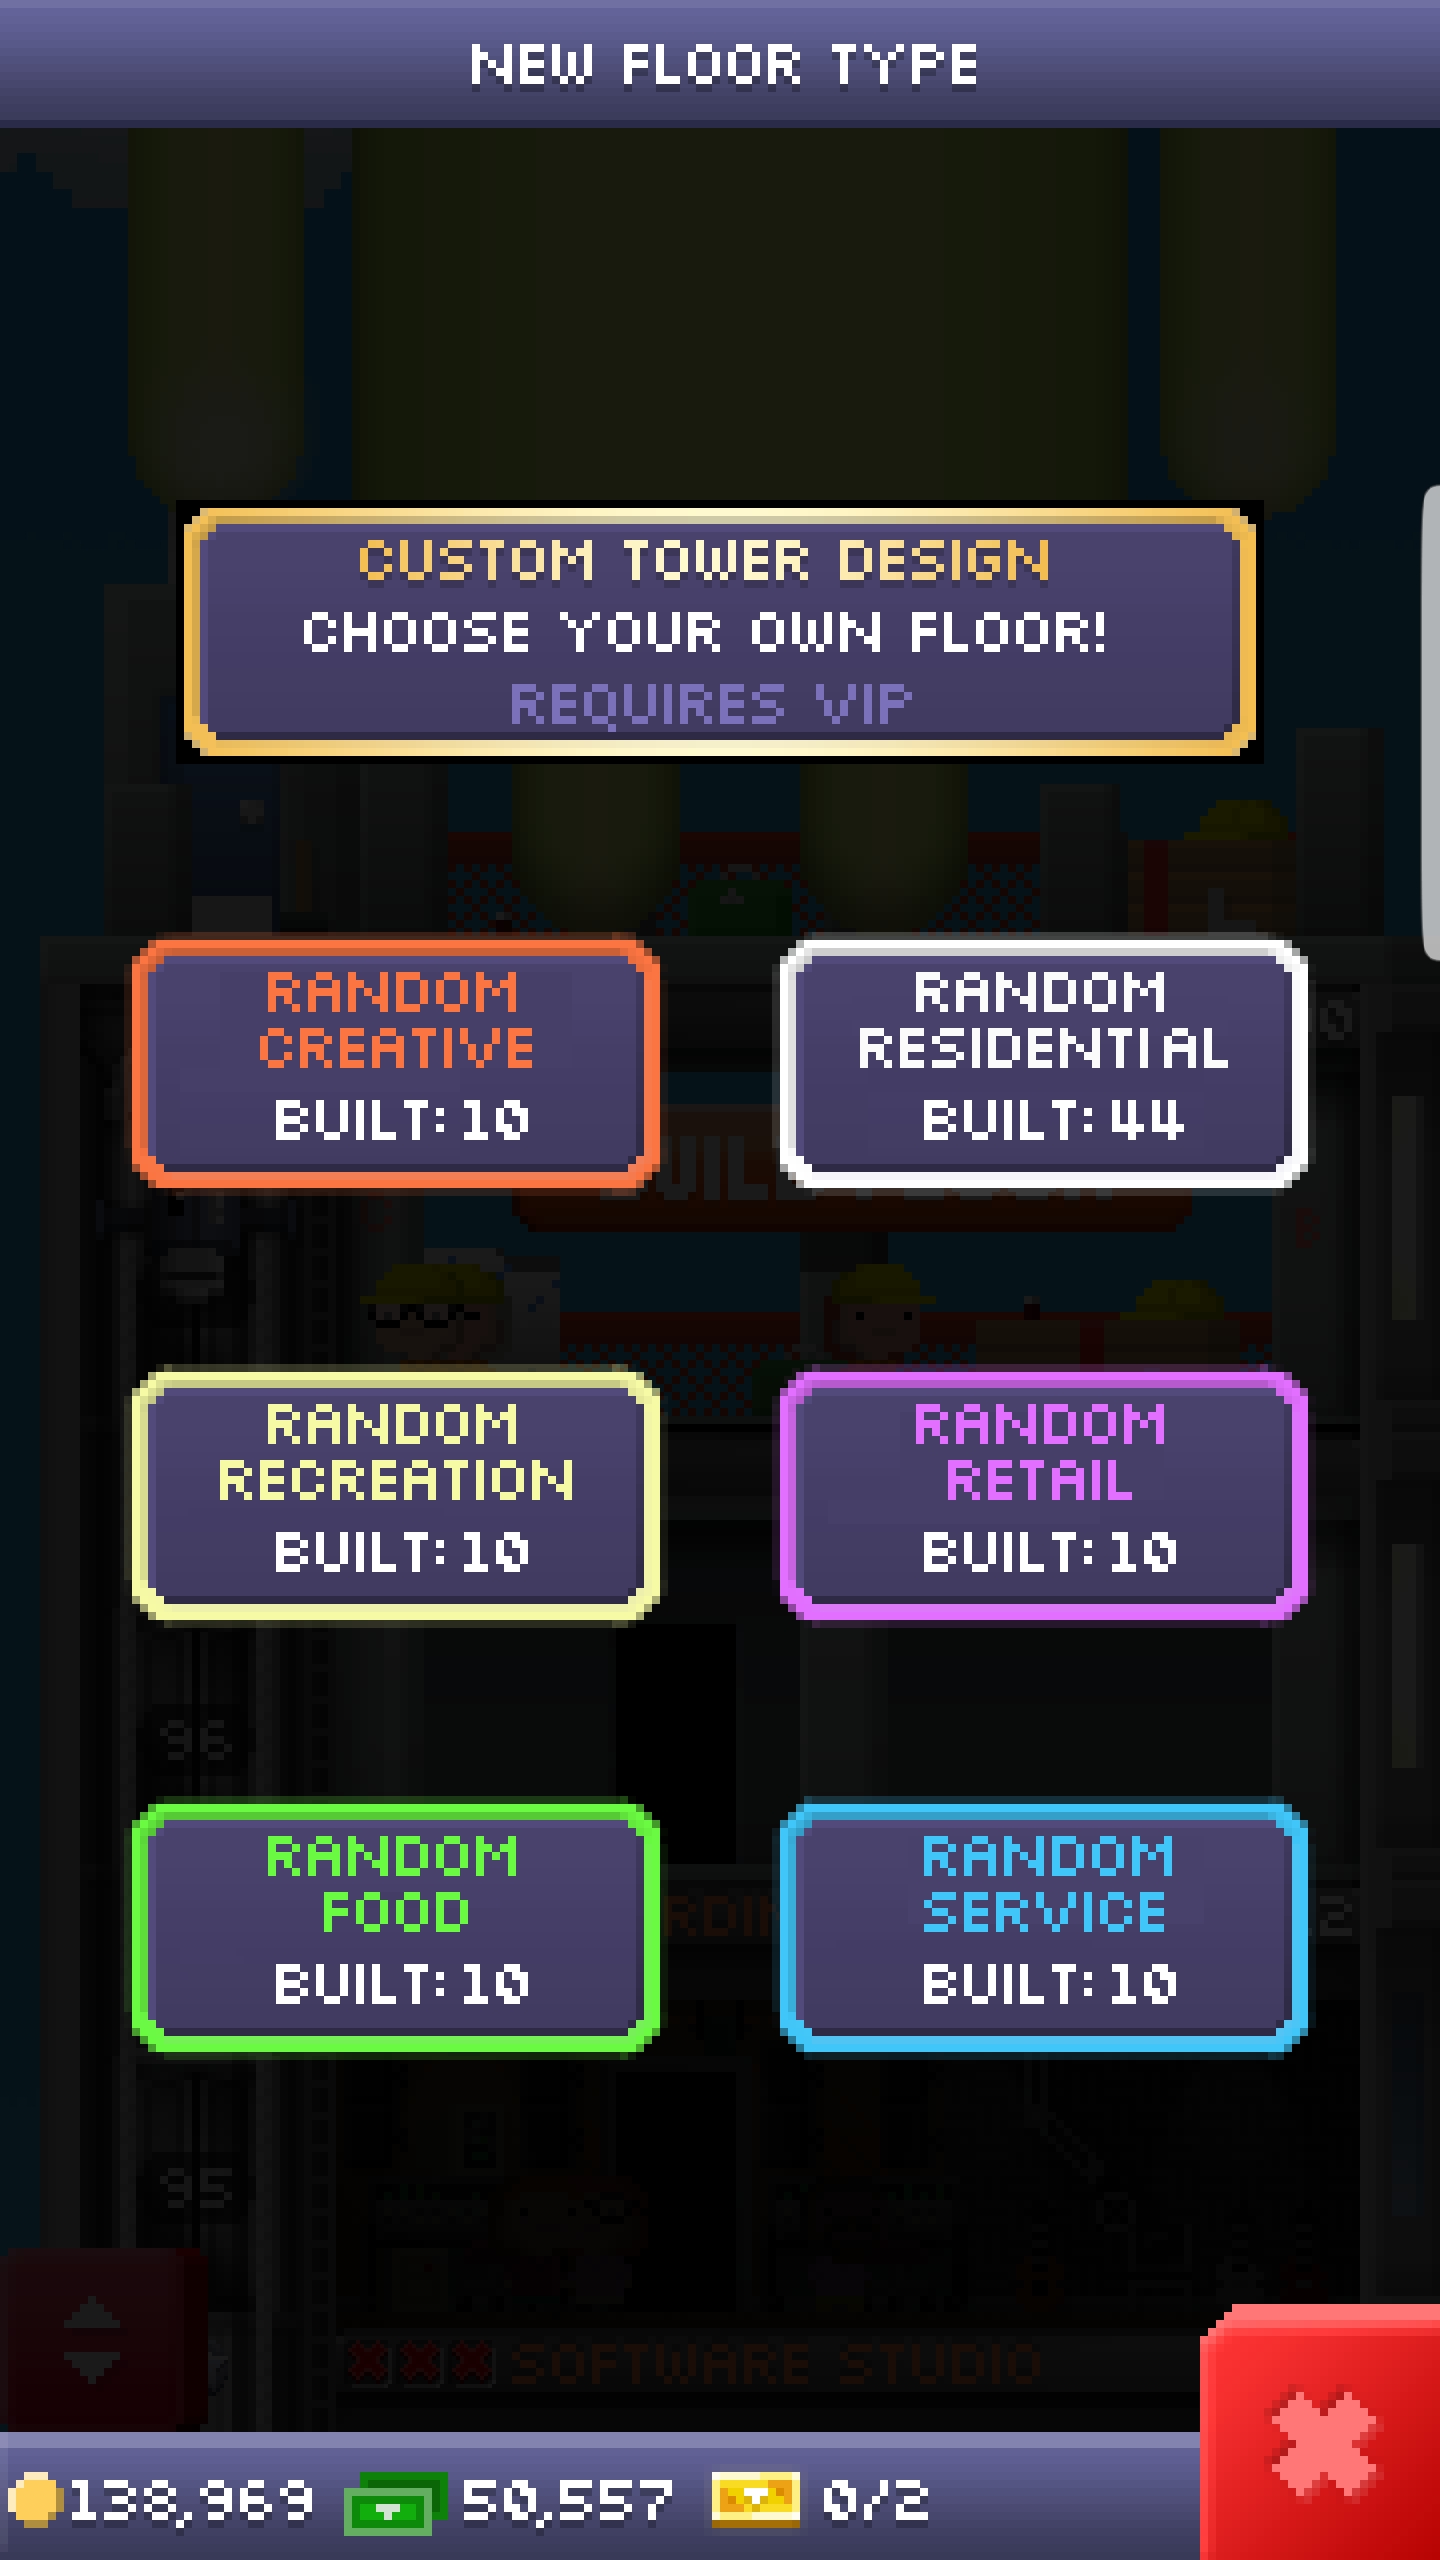 NEW FLOOR TYPE
CUSTOM TOWER DESIGN
CHOOSE YOUR OWN FLOOR!
REQUIRES VIP
RANDOM
CREATIVE
BUILT: 10
RANDOM
RESIDENTIAL
BUILT: 44
RANDOM
RECREATION
BUILT: 10
RANDOM
RETAIL
BUILT: 10
96
RANDOM
FOOD
BUILT: 10
RANDOM
SERVICE
BUILT: 10
95
SOFTWARE STUDIO
138,969
50,557
0/2